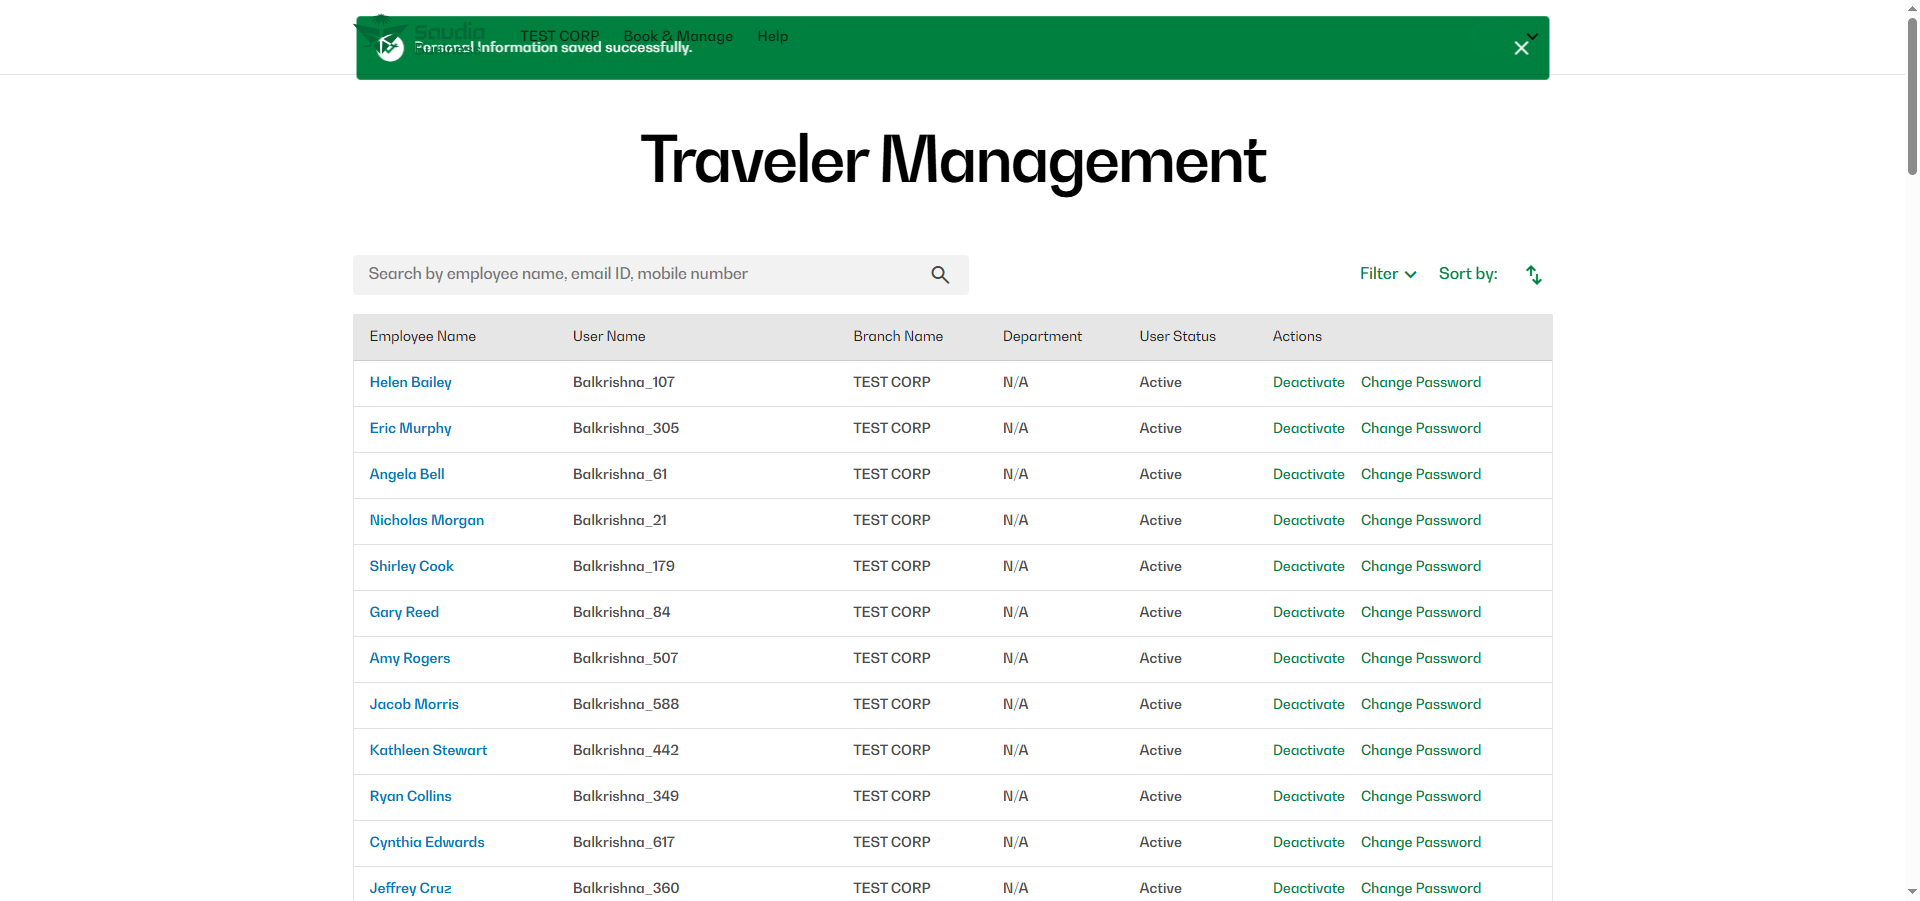 Saudia
Business
TEST CORP Book & Manage Help
Personal Information saved successfully.
Traveler Management
Search by employee name, email ID, mobile number
Filter Sort by:
Employee Name User Name Branch Name Department User Status Actions
Helen Bailey Balkrishna_107 TEST CORP N/A Active Deactivate Change Password
Eric Murphy Balkrishna_305 TEST CORP N/A Active Deactivate Change Password
Angela Bell Balkrishna_61 TEST CORP N/A Active Deactivate Change Password
Nicholas Morgan Balkrishna_21 TEST CORP N/A Active Deactivate Change Password
Shirley Cook Balkrishna_179 TEST CORP N/A Active Deactivate Change Password
Gary Reed Balkrishna_84 TEST CORP N/A Active Deactivate Change Password
Amy Rogers Balkrishna_507 TEST CORP N/A Active Deactivate Change Password
Jacob Morris Balkrishna_588 TEST CORP N/A Active Deactivate Change Password
Kathleen Stewart Balkrishna_442 TEST CORP N/A Active Deactivate Change Password
Ryan Collins Balkrishna_349 TEST CORP N/A Active Deactivate Change Password
Cynthia Edwards Balkrishna_617 TEST CORP N/A Active Deactivate Change Password
Jeffrey Cruz Balkrishna_360 TEST CORP N/A Active Deactivate Change Password